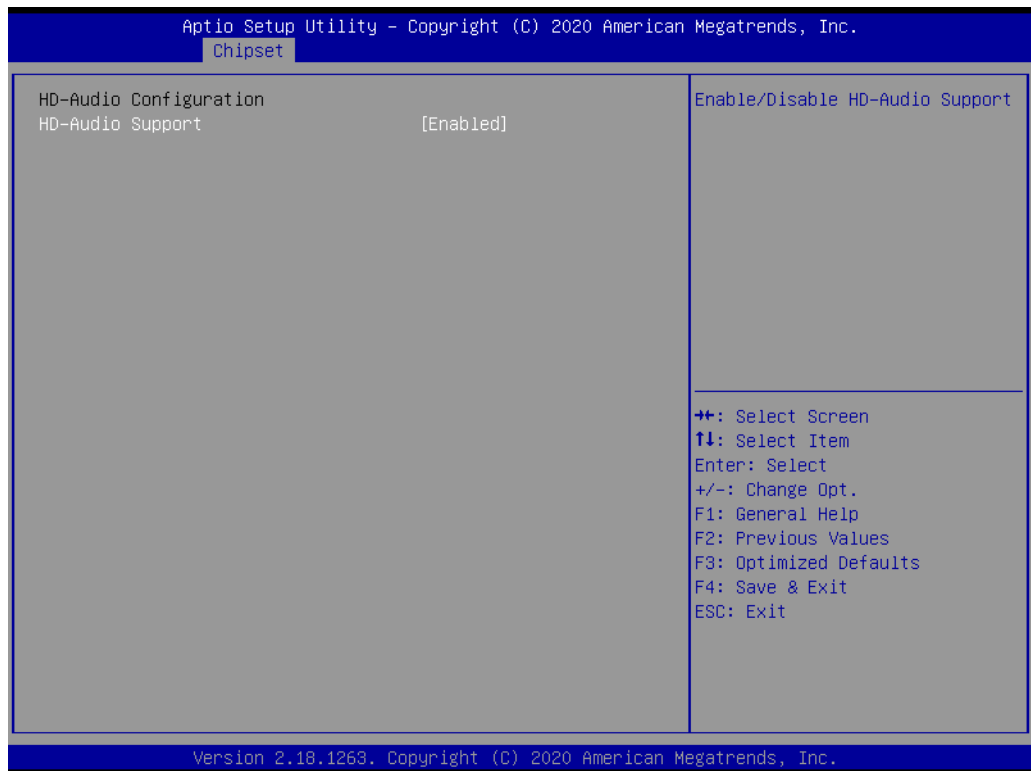 Aptio Setup Utility – Copyright (C) 2020 American Megatrends, Inc.
Chipset
HD-Audio Configuration
HD-Audio Support [Enabled]
Enable/Disable HD-Audio Support
→←: Select Screen
↑↓: Select Item
Enter: Select
+/-: Change Opt.
F1: General Help
F2: Previous Values
F3: Optimized Defaults
F4: Save & Exit
ESC: Exit
Version 2.18.1263. Copyright (C) 2020 American Megatrends, Inc.